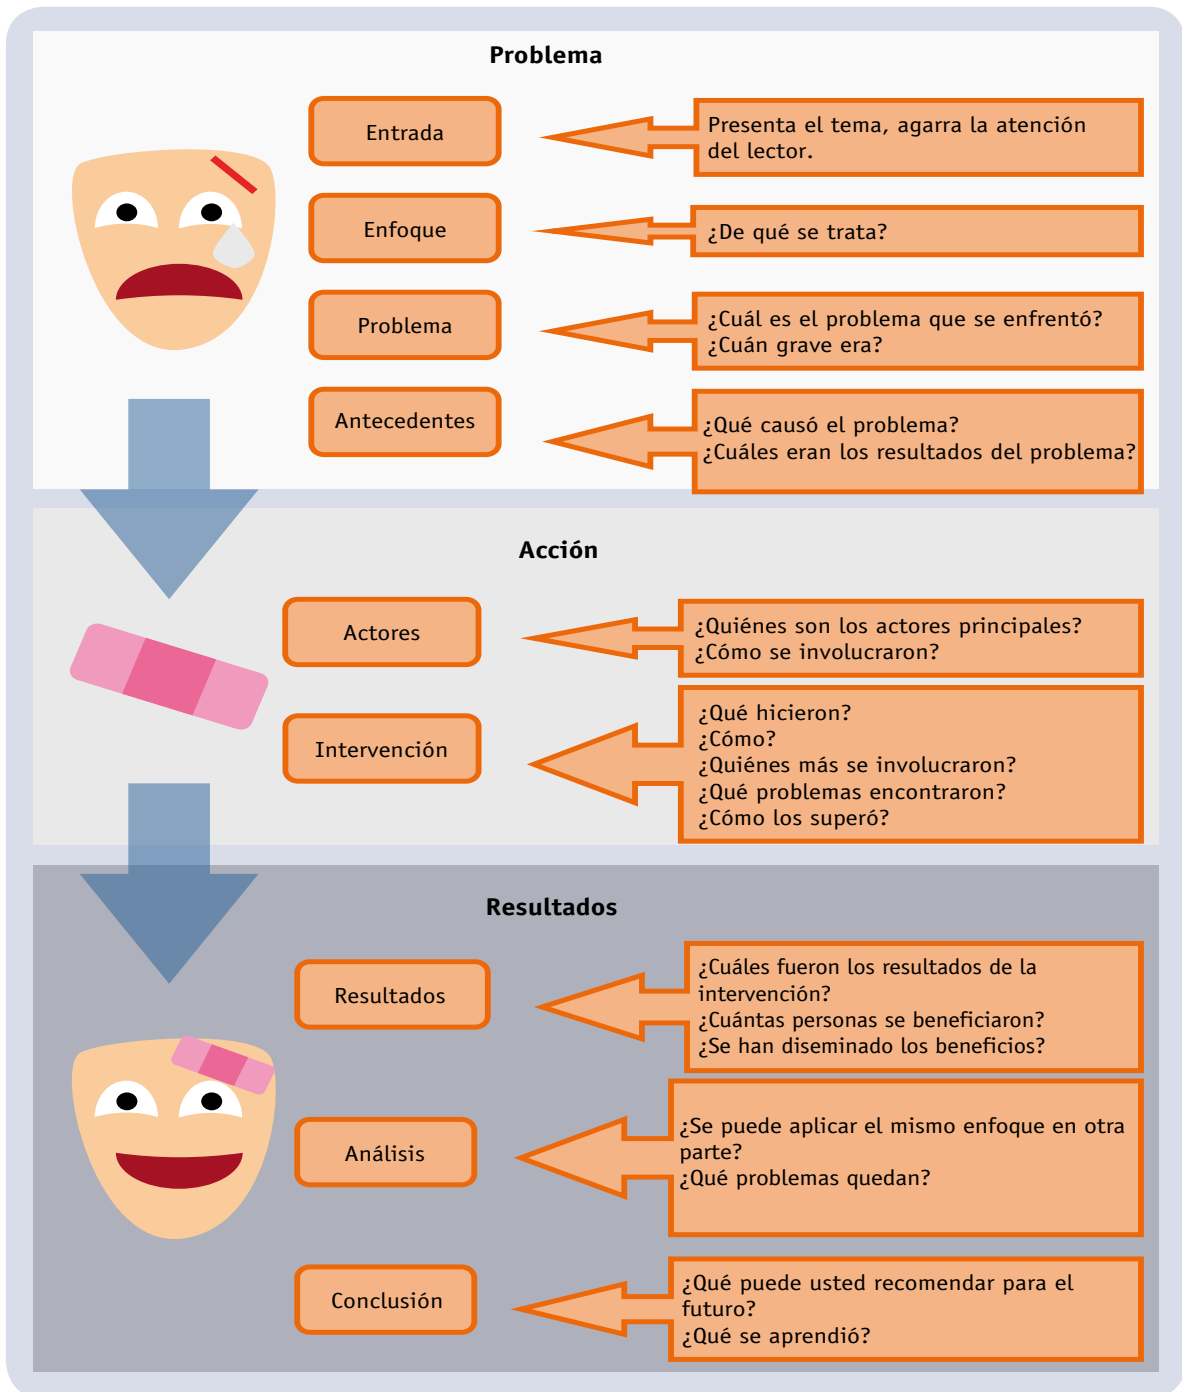 Problema
Entrada
Presenta el tema, agarra la atención
del lector.
Enfoque
¿De qué se trata?
Problema
¿Cuál es el problema que se enfrentó?
¿Cuán grave era?
Antecedentes
¿Qué causó el problema?
¿Cuáles eran los resultados del problema?
Acción
Actores
¿Quiénes son los actores principales?
¿Cómo se involucraron?
Intervención
¿Qué hicieron?
¿Cómo?
¿Quiénes más se involucraron?
¿Qué problemas encontraron?
¿Cómo los superó?
Resultados
Resultados
¿Cuáles fueron los resultados de la
intervención?
¿Cuántas personas se beneficiaron?
¿Se han diseminado los beneficios?
Análisis
¿Se puede aplicar el mismo enfoque en otra
parte?
¿Qué problemas quedan?
Conclusión
¿Qué puede usted recomendar para el
futuro?
¿Qué se aprendió?